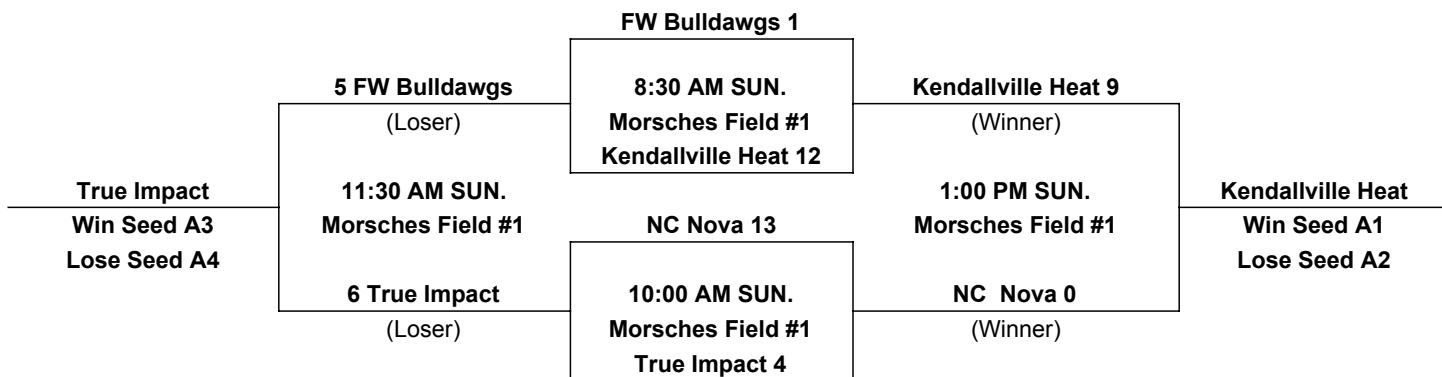 FW Bulldawgs 1
5 FW Bulldawgs
8:30 AM SUN.
Kendallville Heat 9
(Loser)
Morsches Field #1
(Winner)
Kendallville Heat 12
True Impact
11:30 AM SUN.
1:00 PM SUN.
Kendallville Heat
Win Seed A3
Morsches Field #1
NC Nova 13
Morsches Field #1
Win Seed A1
Lose Seed A4
Lose Seed A2
6 True Impact
10:00 AM SUN.
NC Nova 0
(Loser)
Morsches Field #1
(Winner)
True Impact 4